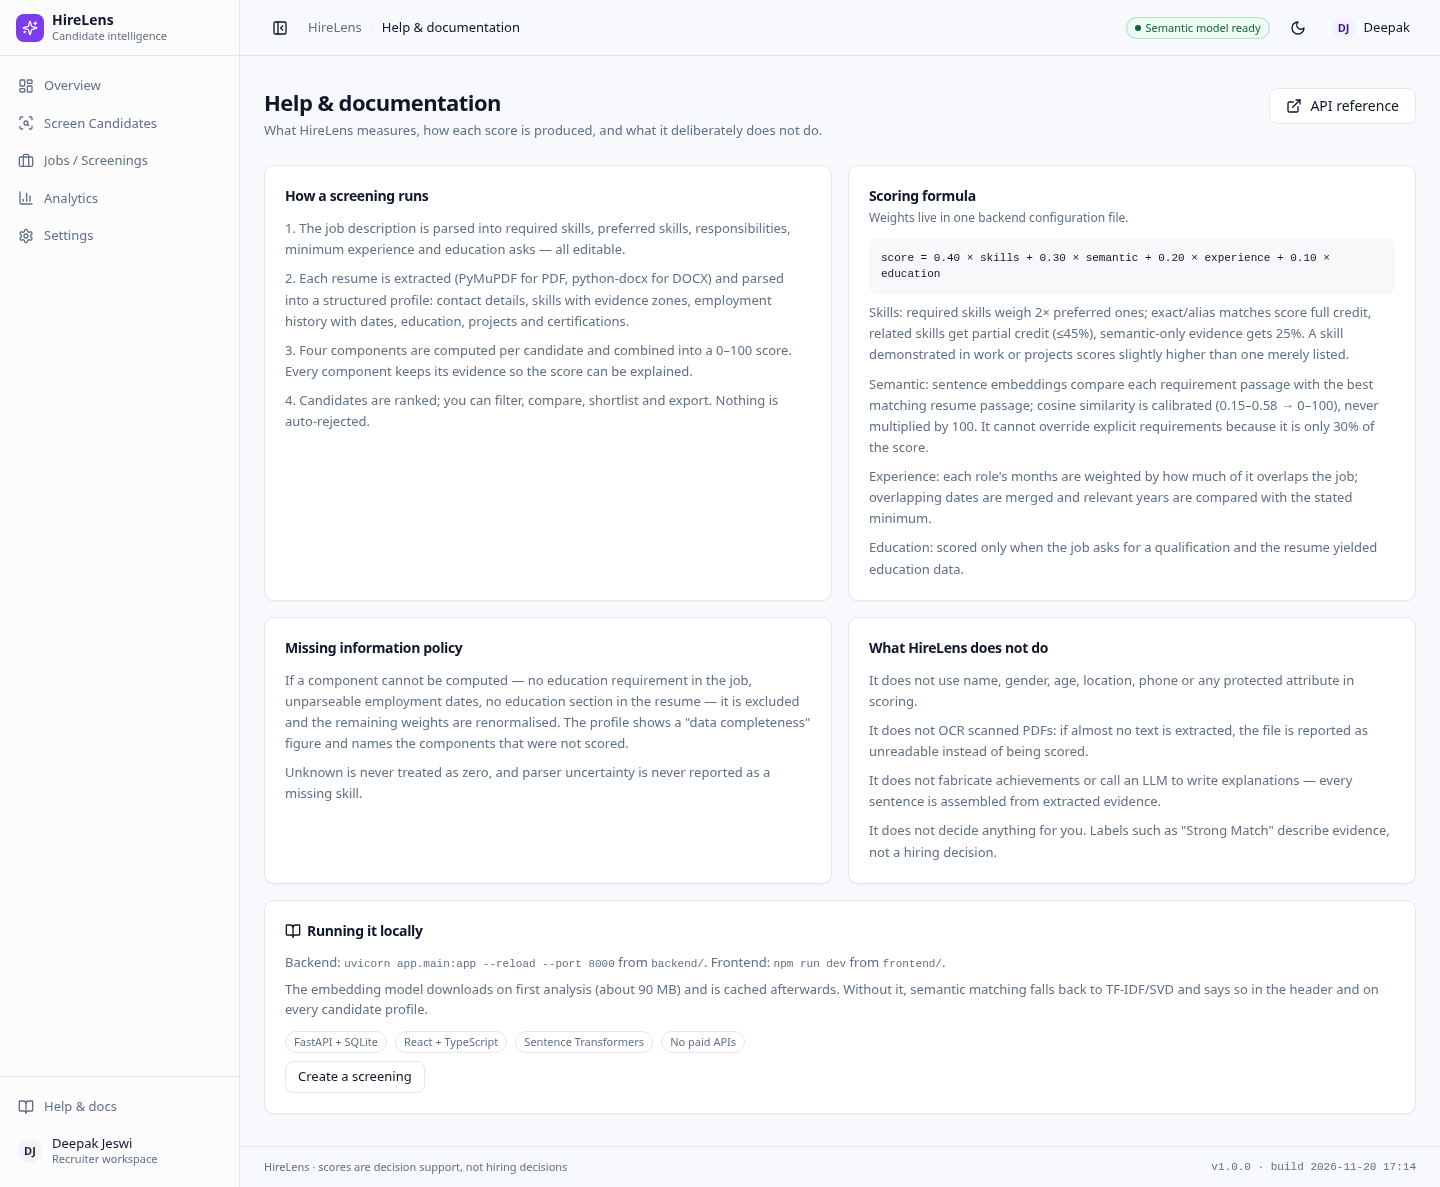 HireLens
Candidate intelligence
Overview
Screen Candidates
Jobs / Screenings
Analytics
Settings
Help & docs
DJ
Deepak Jeswi
Recruiter workspace
HireLens › Help & documentation
Semantic model ready
DJ Deepak
Help & documentation
What HireLens measures, how each score is produced, and what it deliberately does not do.
API reference
How a screening runs
1. The job description is parsed into required skills, preferred skills, responsibilities,
minimum experience and education asks — all editable.
2. Each resume is extracted (PyMuPDF for PDF, python-docx for DOCX) and parsed
into a structured profile: contact details, skills with evidence zones, employment
history with dates, education, projects and certifications.
3. Four components are computed per candidate and combined into a 0–100 score.
Every component keeps its evidence so the score can be explained.
4. Candidates are ranked; you can filter, compare, shortlist and export. Nothing is
auto-rejected.
Scoring formula
Weights live in one backend configuration file.
score = 0.40 × skills + 0.30 × semantic + 0.20 × experience + 0.10 ×
education
Skills: required skills weigh 2× preferred ones; exact/alias matches score full credit,
related skills get partial credit (≤45%), semantic-only evidence gets 25%. A skill
demonstrated in work or projects scores slightly higher than one merely listed.
Semantic: sentence embeddings compare each requirement passage with the best
matching resume passage; cosine similarity is calibrated (0.15–0.58 → 0–100), never
multiplied by 100. It cannot override explicit requirements because it is only 30% of
the score.
Experience: each role's months are weighted by how much of it overlaps the job;
overlapping dates are merged and relevant years are compared with the stated
minimum.
Education: scored only when the job asks for a qualification and the resume yielded
education data.
Missing information policy
If a component cannot be computed — no education requirement in the job,
unparseable employment dates, no education section in the resume — it is excluded
and the remaining weights are renormalised. The profile shows a "data completeness"
figure and names the components that were not scored.
Unknown is never treated as zero, and parser uncertainty is never reported as a
missing skill.
What HireLens does not do
It does not use name, gender, age, location, phone or any protected attribute in
scoring.
It does not OCR scanned PDFs: if almost no text is extracted, the file is reported as
unreadable instead of being scored.
It does not fabricate achievements or call an LLM to write explanations — every
sentence is assembled from extracted evidence.
It does not decide anything for you. Labels such as "Strong Match" describe evidence,
not a hiring decision.
Running it locally
Backend: uvicorn app.main:app --reload --port 8000 from backend/. Frontend: npm run dev from frontend/.
The embedding model downloads on first analysis (about 90 MB) and is cached afterwards. Without it, semantic matching falls back to TF-IDF/SVD and says so in the header and on
every candidate profile.
FastAPI + SQLite
React + TypeScript
Sentence Transformers
No paid APIs
Create a screening
HireLens · scores are decision support, not hiring decisions
v1.0.0 · build 2026-11-20 17:14